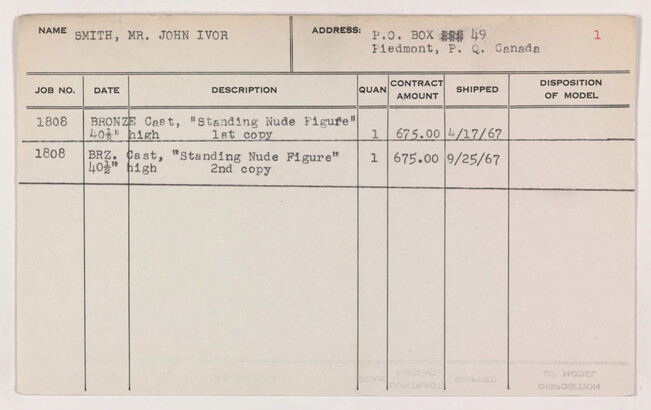 NAME SMITH, MR. JOHN IVOR ADDRESS: P.O. BOX 49 1
Piedmont, P. Q. Canada
JOB NO. DATE DESCRIPTION QUAN CONTRACT AMOUNT SHIPPED DISPOSITION OF MODEL
1808 BRONZE Cast, "Standing Nude Figure"
40½" high 1st copy 1 675.00 4/17/67
1808 BRZ. Cast, "Standing Nude Figure" 1 675.00 9/25/67
40½" high 2nd copy